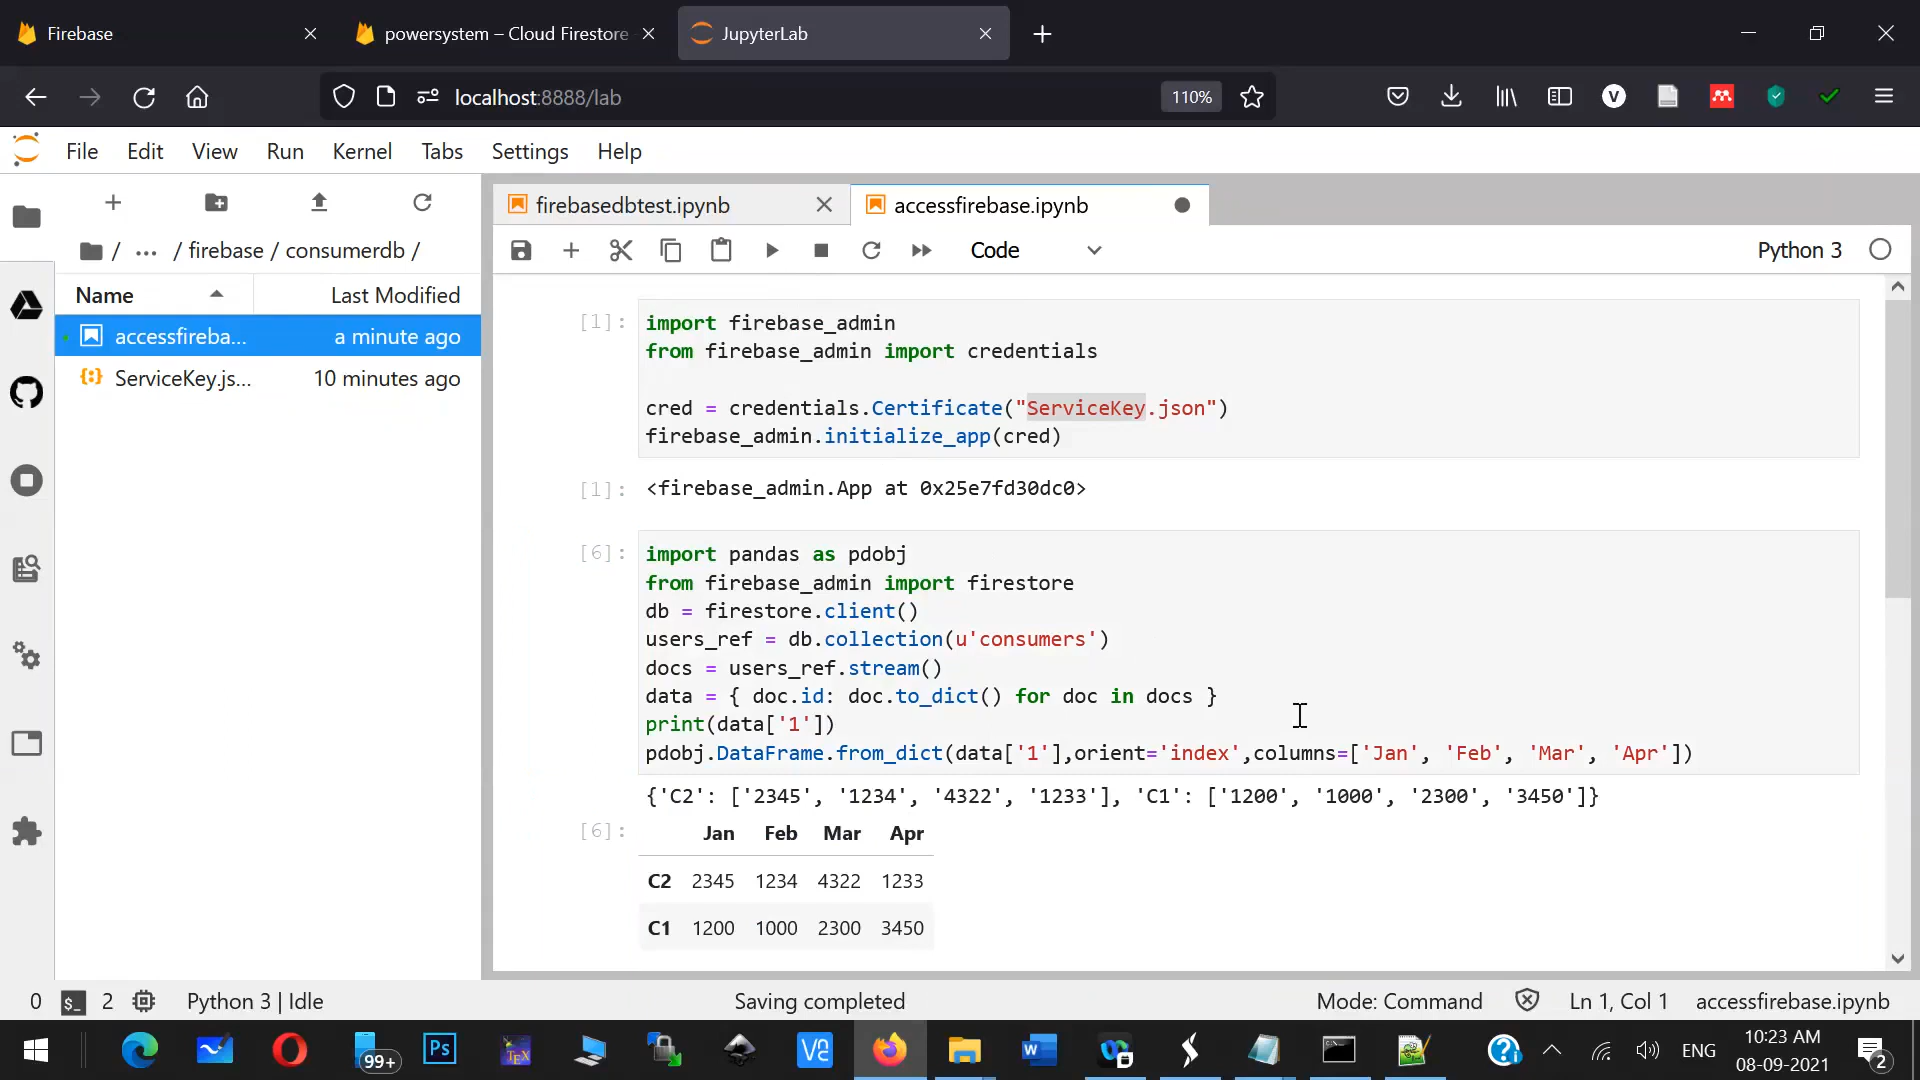 Firebase
powersystem – Cloud Firestore
JupyterLab
localhost:8888/lab
110%
File Edit View Run Kernel Tabs Settings Help
/ ... / firebase / consumerdb /
Name Last Modified
accessfireba... a minute ago
ServiceKey.js... 10 minutes ago
firebasedbtest.ipynb
accessfirebase.ipynb
Code
Python 3
[1]:
import firebase_admin
from firebase_admin import credentials
cred = credentials.Certificate("ServiceKey.json")
firebase_admin.initialize_app(cred)
[1]: <firebase_admin.App at 0x25e7fd30dc0>
[6]:
import pandas as pdobj
from firebase_admin import firestore
db = firestore.client()
users_ref = db.collection(u'consumers')
docs = users_ref.stream()
data = { doc.id: doc.to_dict() for doc in docs }
print(data['1'])
pdobj.DataFrame.from_dict(data['1'],orient='index',columns=['Jan', 'Feb', 'Mar', 'Apr'])
{'C2': ['2345', '1234', '4322', '1233'], 'C1': ['1200', '1000', '2300', '3450']}
[6]:
Jan Feb Mar Apr
C2 2345 1234 4322 1233
C1 1200 1000 2300 3450
0 $_ 2 Python 3 | Idle
Saving completed
Mode: Command
Ln 1, Col 1
accessfirebase.ipynb
99+
Ps
TEX
W
ENG
10:23 AM
08-09-2021
2